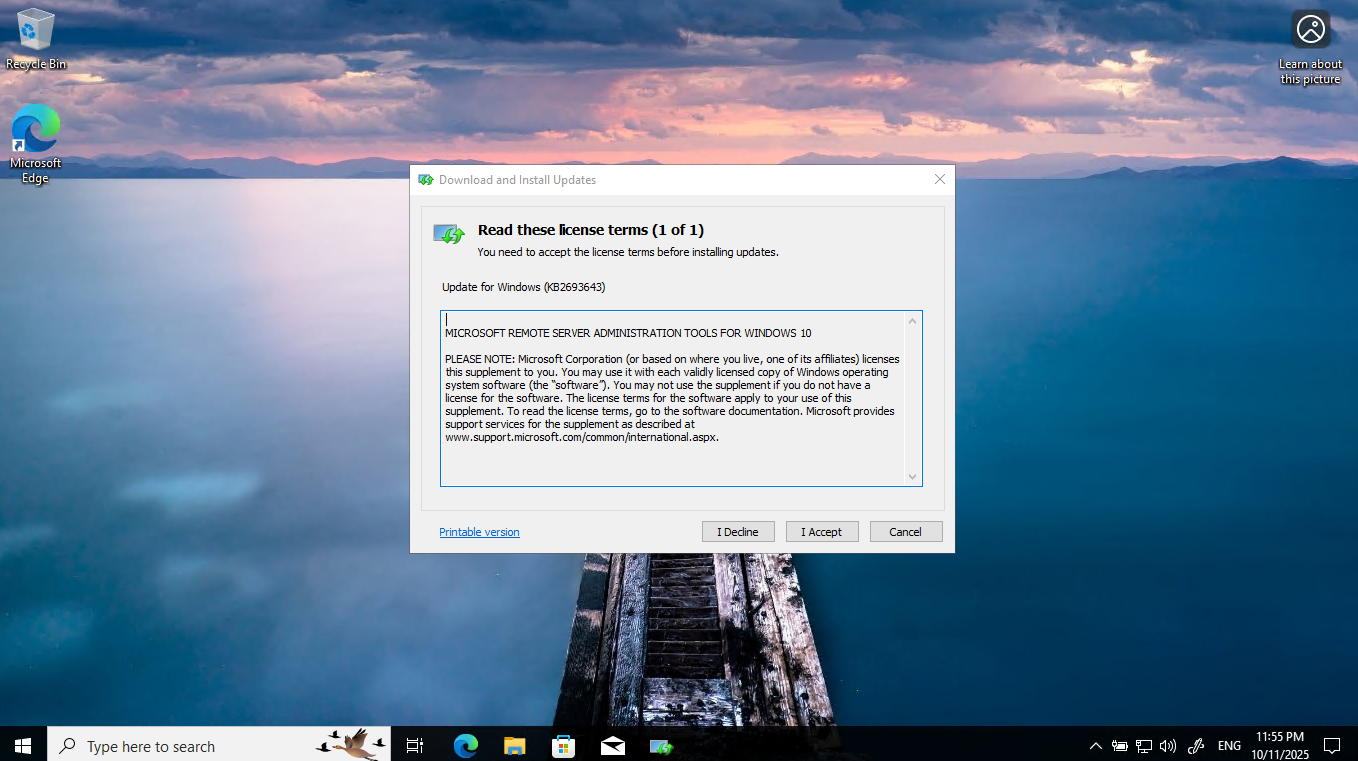 Recycle Bin
Learn about
this picture
Microsoft
Edge
Download and Install Updates
Read these license terms (1 of 1)
You need to accept the license terms before installing updates.
Update for Windows (KB2693643)
MICROSOFT REMOTE SERVER ADMINISTRATION TOOLS FOR WINDOWS 10
PLEASE NOTE: Microsoft Corporation (or based on where you live, one of its affiliates) licenses
this supplement to you. You may use it with each validly licensed copy of Windows operating
system software (the “software”). You may not use the supplement if you do not have a
license for the software. The license terms for the software apply to your use of this
supplement. To read the license terms, go to the software documentation. Microsoft provides
support services for the supplement as described at
www.support.microsoft.com/common/international.aspx.
Printable version
I Decline
I Accept
Cancel
Type here to search
ENG
11:55 PM
10/11/2025